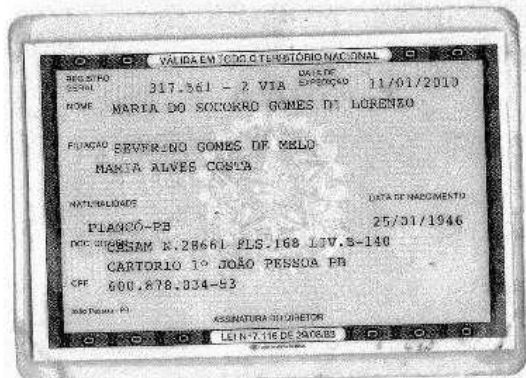 VÁLIDA EM TODO O TERRITÓRIO NACIONAL
REGISTRO GERAL 317.561 - 2 VIA DATA DE EXPEDIÇÃO 11/01/2010
NOME MARIA DO SOCORRO GOMES DI LORENZO
FILIAÇÃO SEVERINO GOMES DE MELO
MARIA ALVES COSTA
NATURALIDADE DATA DE NASCIMENTO
PIANCÓ-PB 25/01/1946
DOC ORIGEM CASAM N.28661 FLS.168 LIV.B-140
CARTORIO 1º JOÃO PESSOA PB
CPF 600.878.034-53
João Pessoa - PB
ASSINATURA DO DIRETOR
LEI Nº 7.116 DE 29/08/83